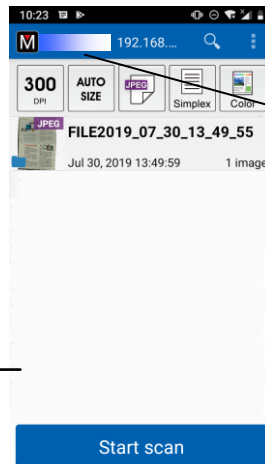 10:23
M 192.168....
300 DPI
AUTO SIZE
JPEG
Simplex
Color
JPEG
FILE2019_07_30_13_49_55
Jul 30, 2019 13:49:59 1 image
Start scan